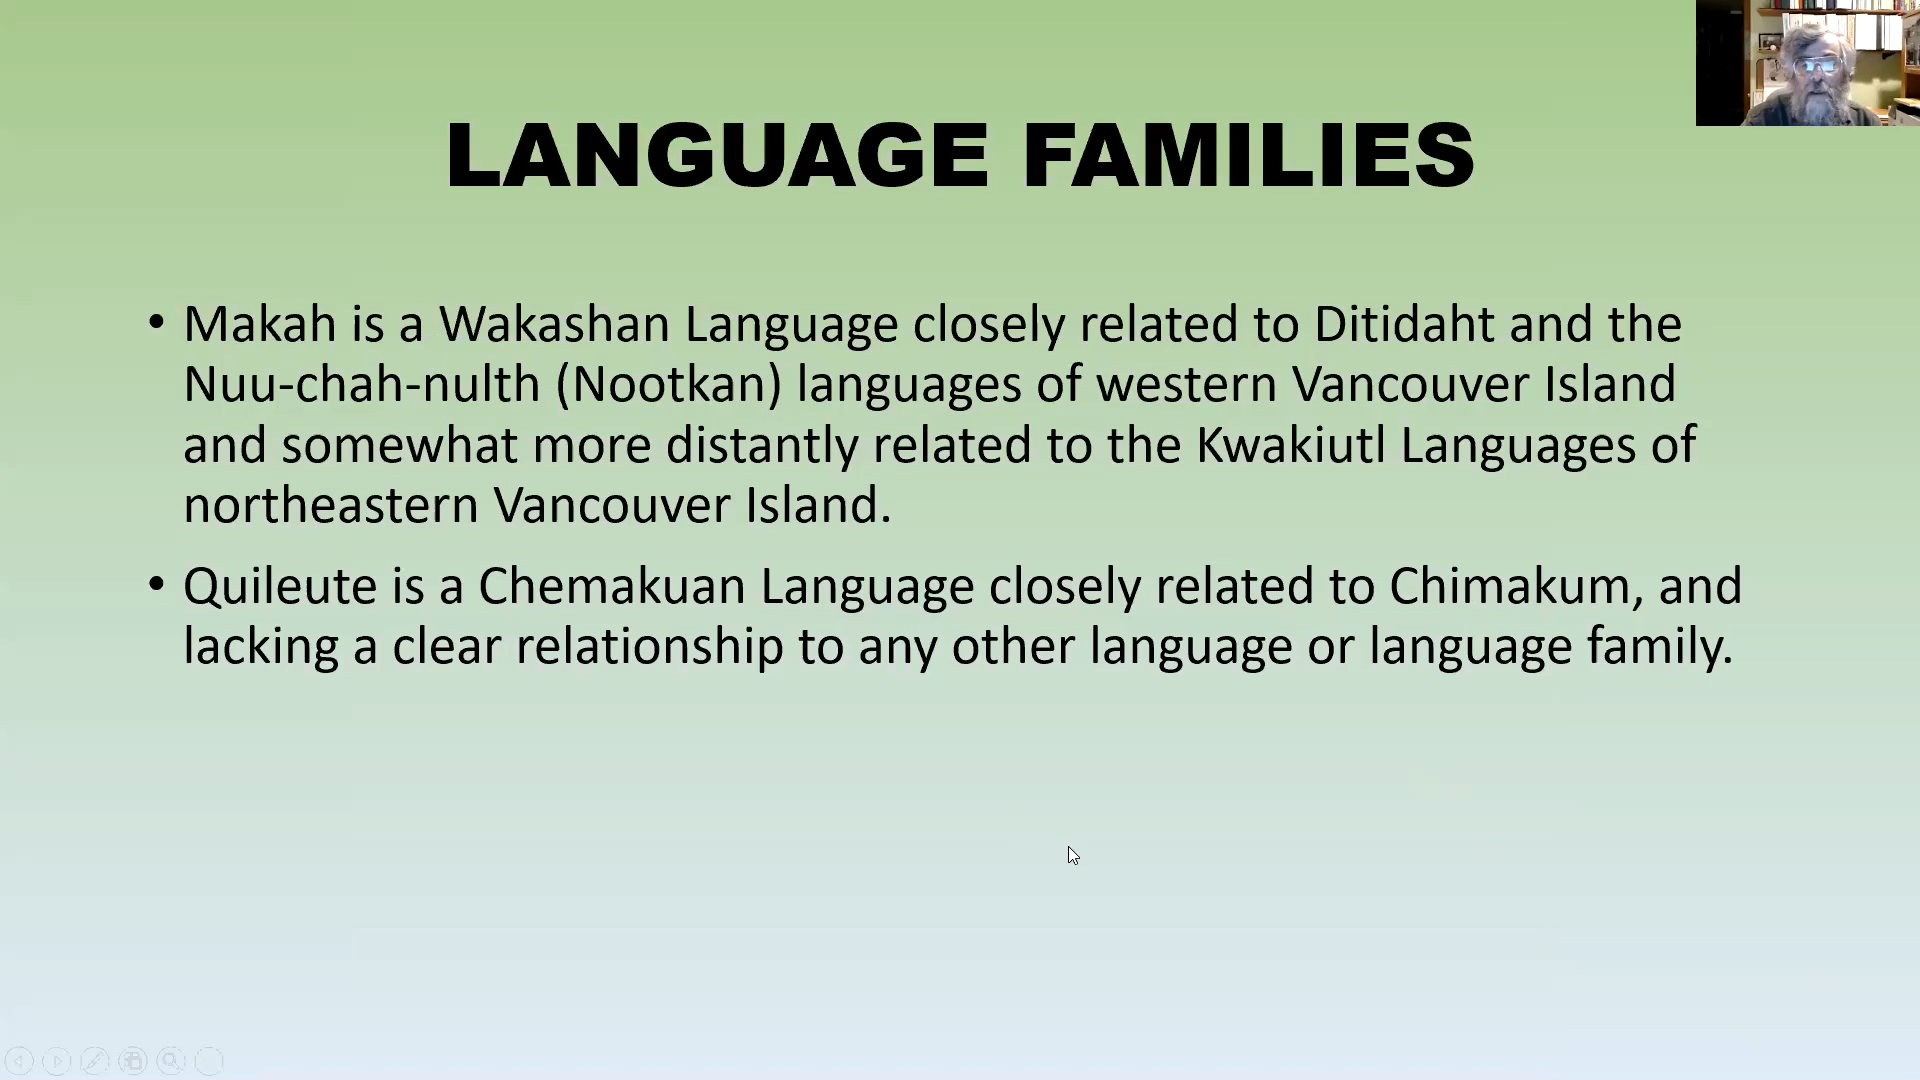 LANGUAGE FAMILIES
• Makah is a Wakashan Language closely related to Ditidaht and the
Nuu-chah-nulth (Nootkan) languages of western Vancouver Island
and somewhat more distantly related to the Kwakiutl Languages of
northeastern Vancouver Island.
• Quileute is a Chemakuan Language closely related to Chimakum, and
lacking a clear relationship to any other language or language family.